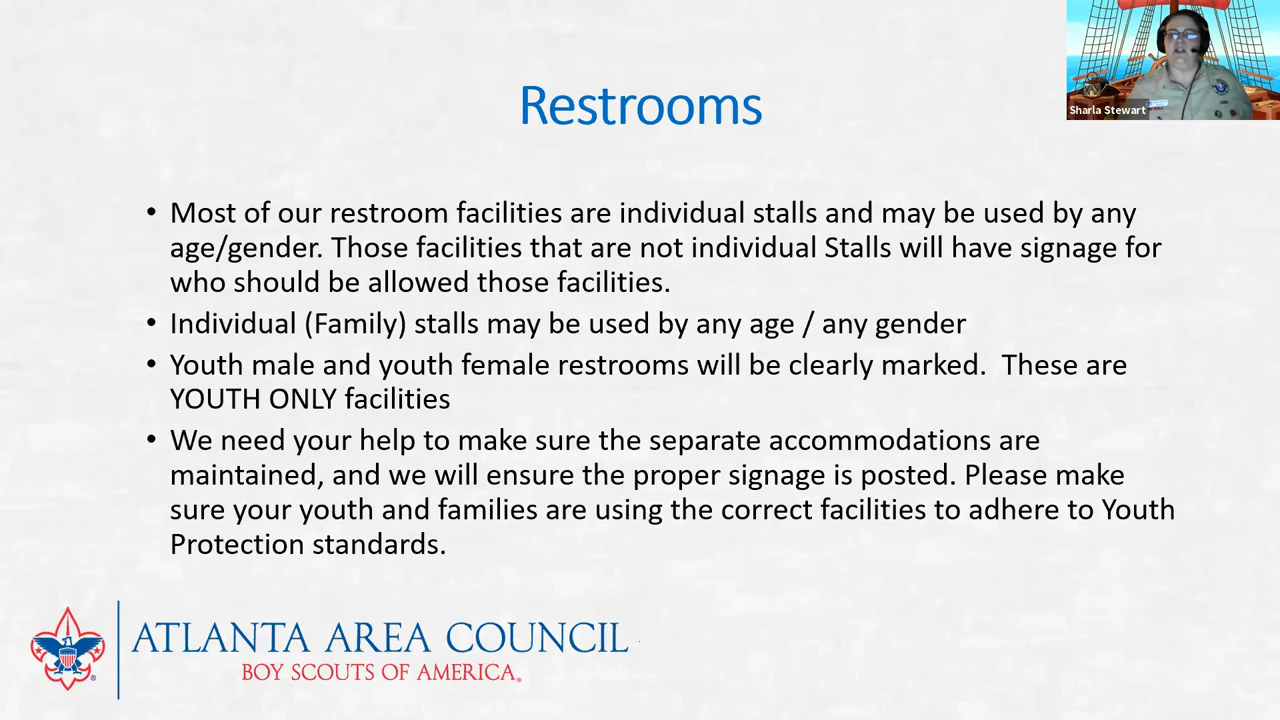 Restrooms
Sharla Stewart
• Most of our restroom facilities are individual stalls and may be used by any
age/gender. Those facilities that are not individual Stalls will have signage for
who should be allowed those facilities.
• Individual (Family) stalls may be used by any age / any gender
• Youth male and youth female restrooms will be clearly marked.  These are
YOUTH ONLY facilities
• We need your help to make sure the separate accommodations are
maintained, and we will ensure the proper signage is posted. Please make
sure your youth and families are using the correct facilities to adhere to Youth
Protection standards.
ATLANTA AREA COUNCIL
BOY SCOUTS OF AMERICA®
®